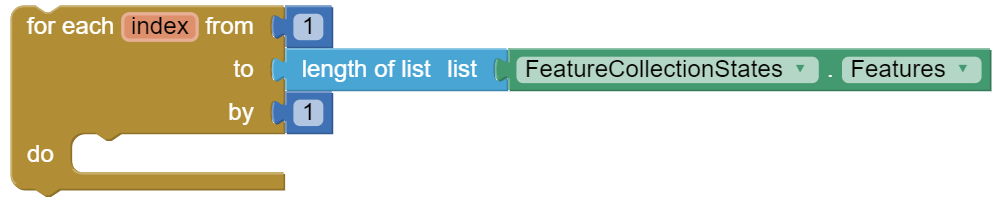 for each index from 1
to length of list list FeatureCollectionStates . Features
by 1
do